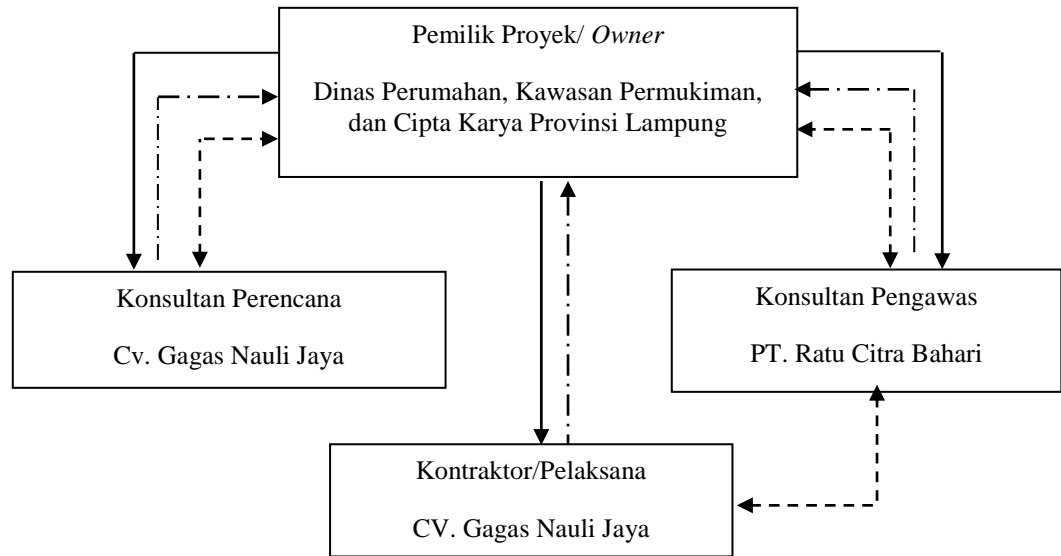 Pemilik Proyek/ Owner
Dinas Perumahan, Kawasan Permukiman,
dan Cipta Karya Provinsi Lampung
Konsultan Perencana
Cv. Gagas Nauli Jaya
Konsultan Pengawas
PT. Ratu Citra Bahari
Kontraktor/Pelaksana
CV. Gagas Nauli Jaya